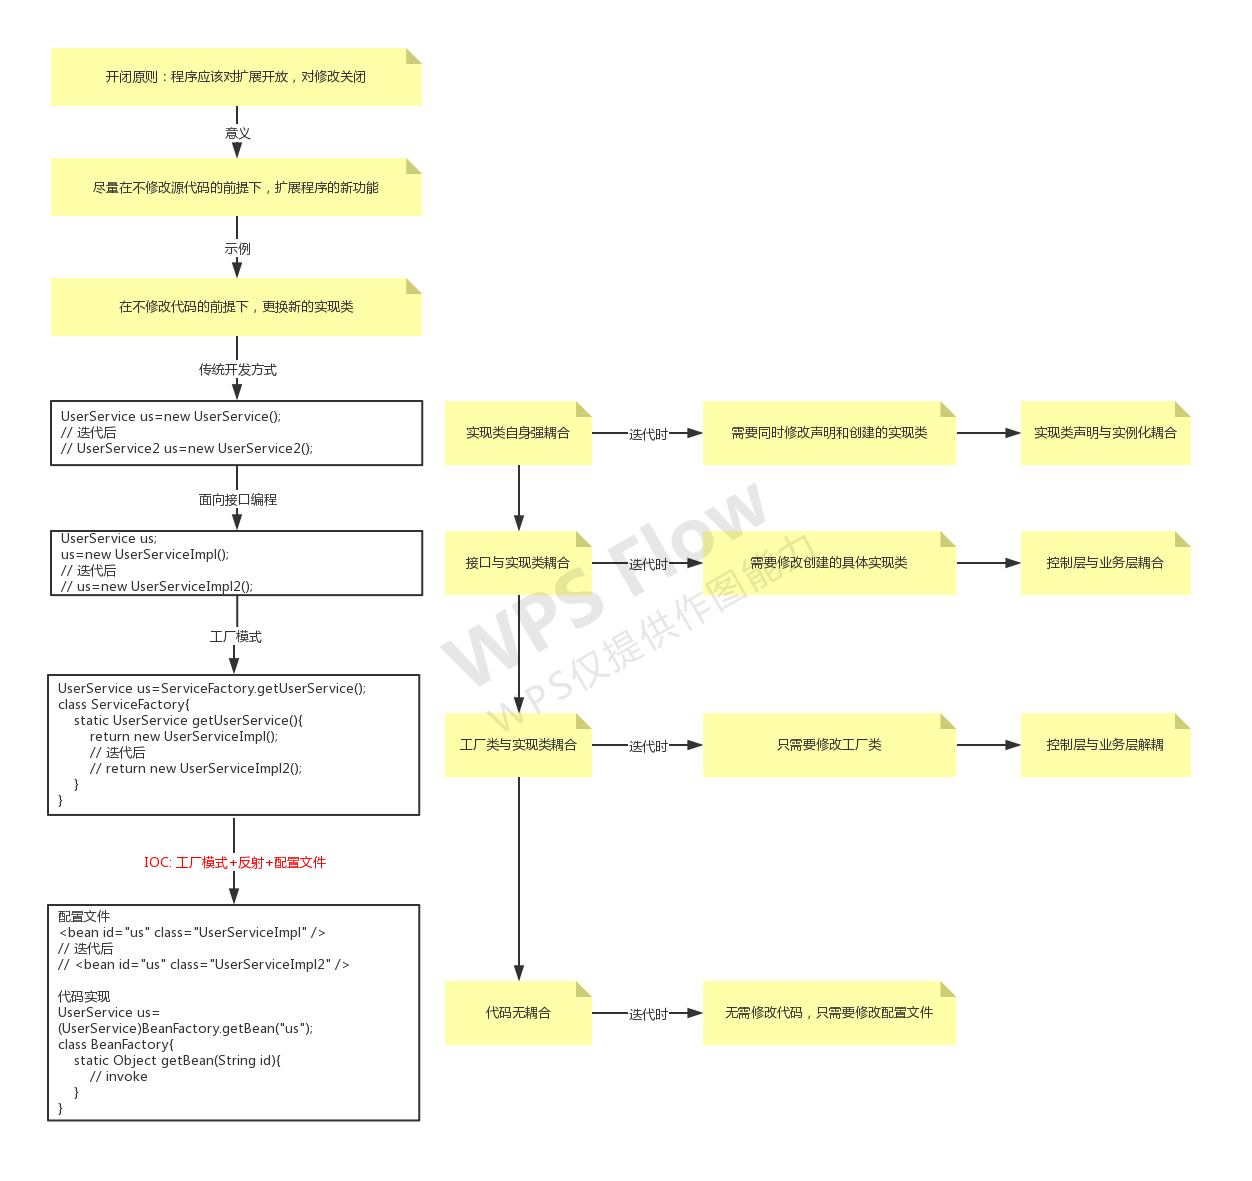 开闭原则：程序应该对扩展开放，对修改关闭
意义
尽量在不修改源代码的前提下，扩展程序的新功能
示例
在不修改代码的前提下，更换新的实现类
传统开发方式
UserService us=new UserService();
// 迭代后
// UserService2 us=new UserService2();
实现类自身强耦合
迭代时
需要同时修改声明和创建的实现类
实现类声明与实例化耦合
面向接口编程
UserService us;
us=new UserServiceImpl();
// 迭代后
// us=new UserServiceImpl2();
接口与实现类耦合
迭代时
需要修改创建的具体实现类
控制层与业务层耦合
WPS Flow
WPS仅提供作图能力
工厂模式
UserService us=ServiceFactory.getUserService();
class ServiceFactory{
static UserService getUserService(){
return new UserServiceImpl();
// 迭代后
// return new UserServiceImpl2();
}
}
工厂类与实现类耦合
迭代时
只需要修改工厂类
控制层与业务层解耦
IOC: 工厂模式+反射+配置文件
配置文件
<bean id="us" class="UserServiceImpl" />
// 迭代后
// <bean id="us" class="UserServiceImpl2" />
代码实现
UserService us=
(UserService)BeanFactory.getBean("us");
class BeanFactory{
static Object getBean(String id){
// invoke
}
}
代码无耦合
迭代时
无需修改代码，只需要修改配置文件